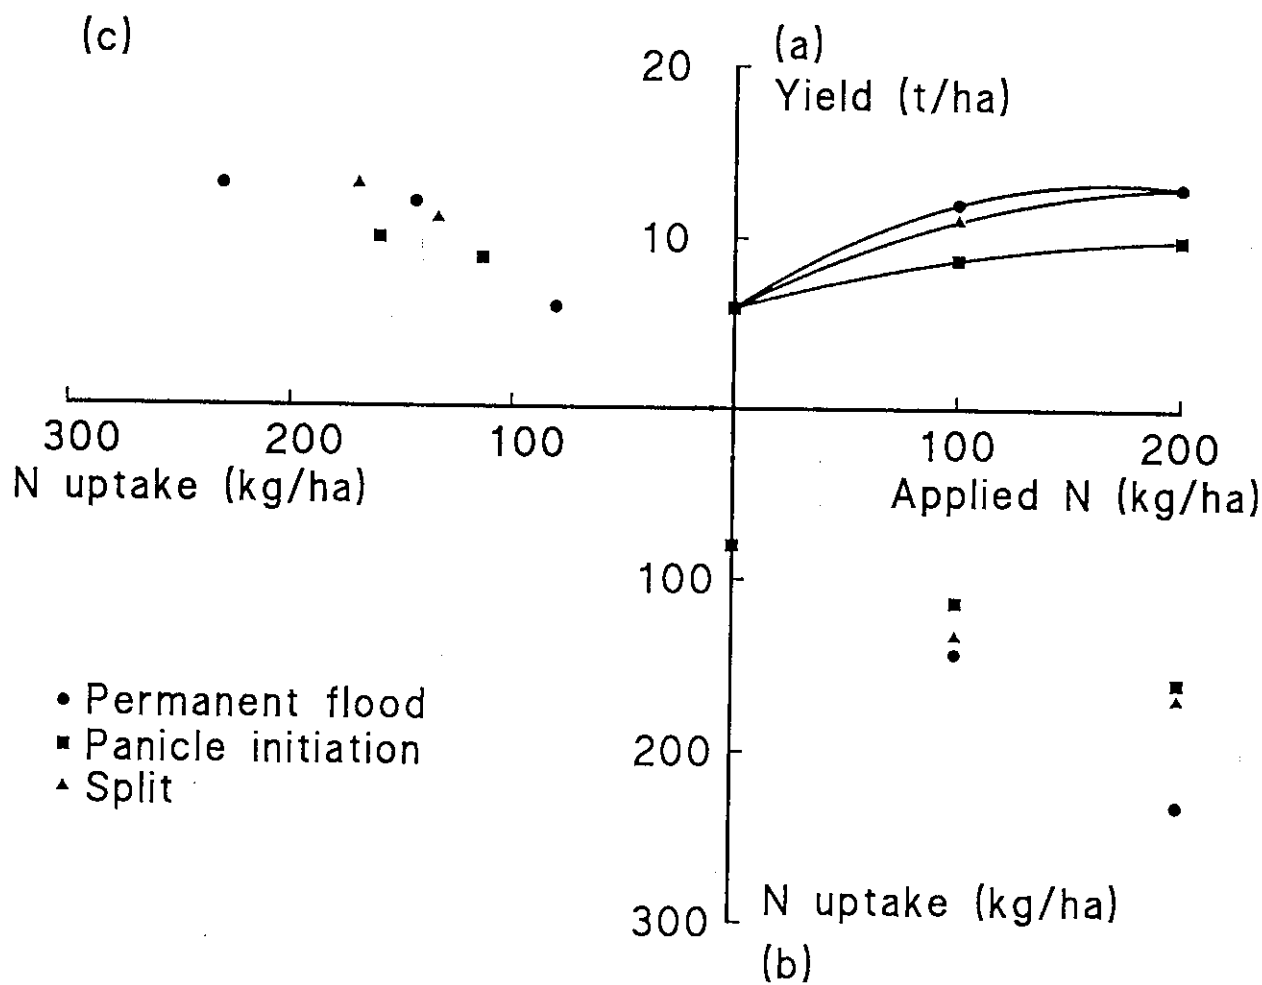 (c)
(a)
20
Yield (t/ha)
10
300 200 100
100 200
N uptake (kg/ha)
Applied N (kg/ha)
100
Permanent flood
Panicle initiation
200
Split
N uptake (kg/ha)
300
(b)